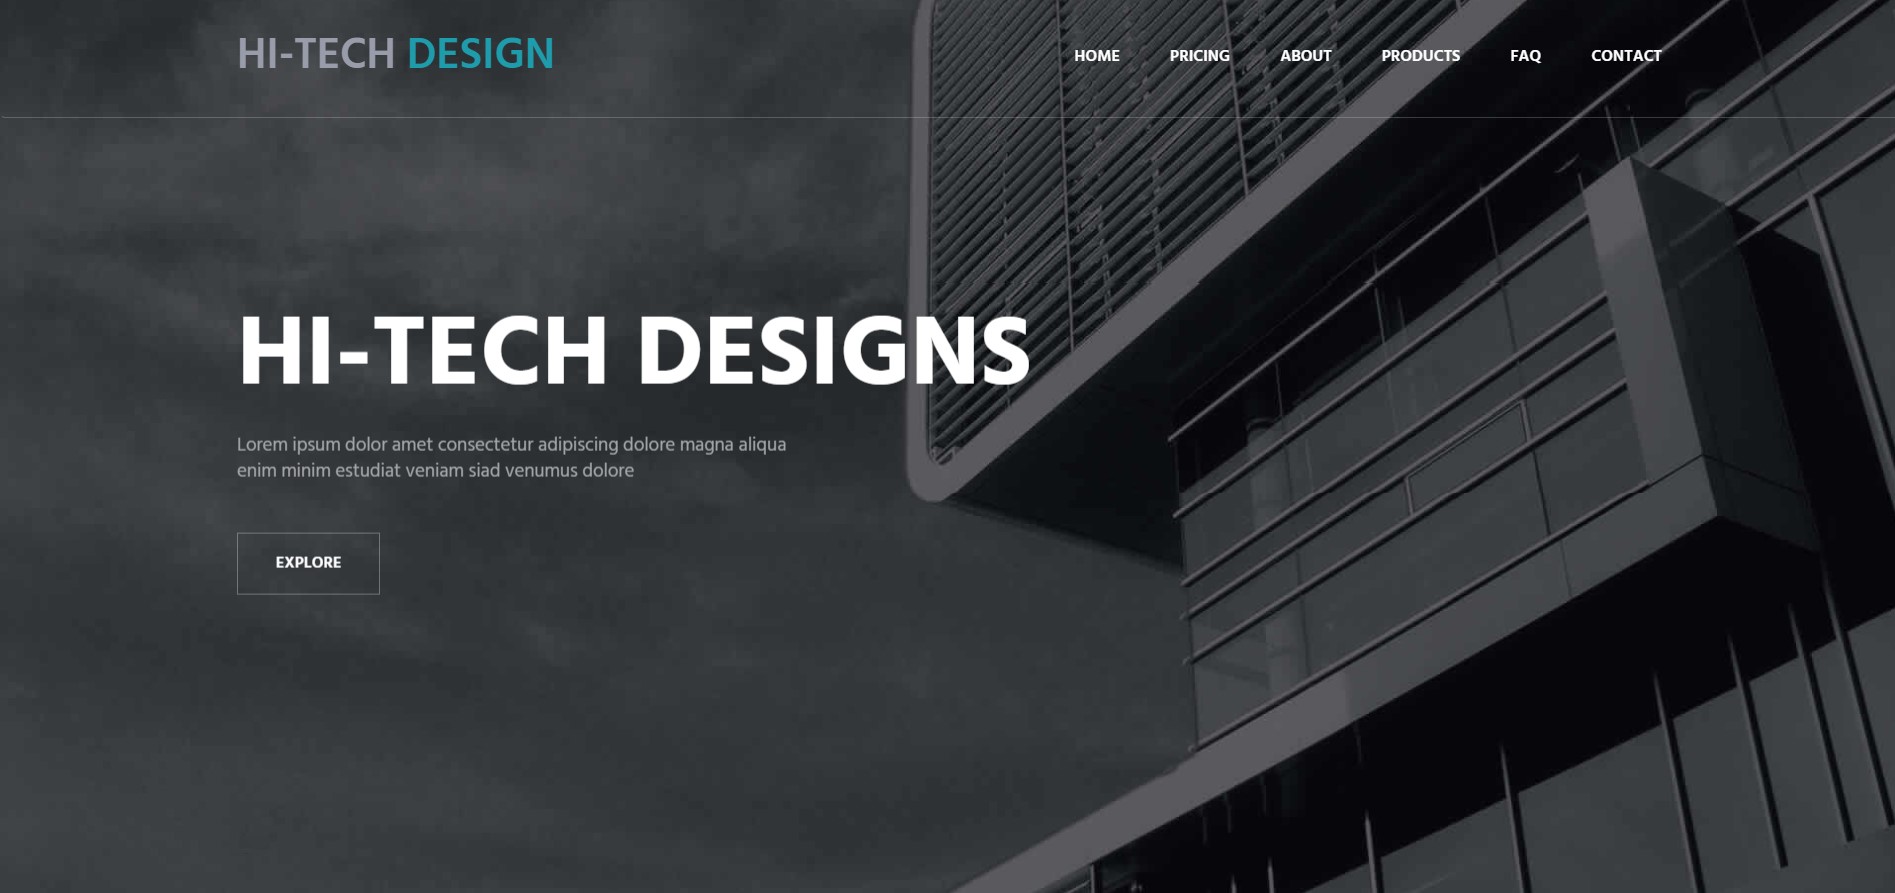 HI-TECH DESIGN
HOME PRICING ABOUT PRODUCTS FAQ CONTACT
HI-TECH DESIGNS
Lorem ipsum dolor amet consectetur adipiscing dolore magna aliqua
enim minim estudiat veniam siad venumus dolore
EXPLORE